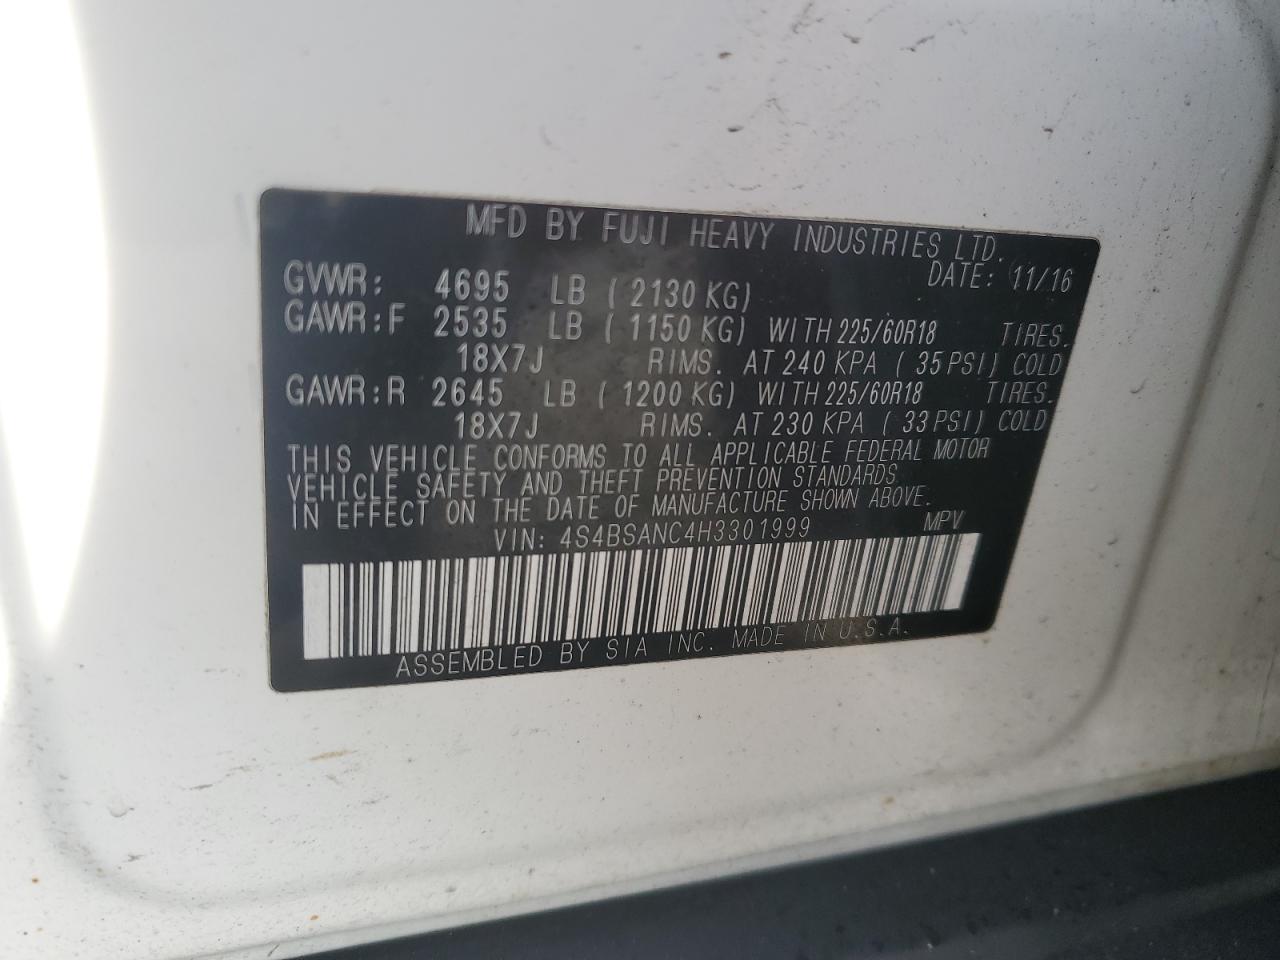 MFD BY FUJI HEAVY INDUSTRIES LTD.
DATE: 11/16
GVWR: 4695 LB ( 2130 KG)
GAWR:F 2535 LB ( 1150 KG) WITH 225/60R18 TIRES.
18X7J RIMS. AT 240 KPA ( 35 PSI) COLD
GAWR:R 2645 LB ( 1200 KG) WITH 225/60R18 TIRES.
18X7J RIMS. AT 230 KPA ( 33 PSI) COLD
THIS VEHICLE CONFORMS TO ALL APPLICABLE FEDERAL MOTOR
VEHICLE SAFETY AND THEFT PREVENTION STANDARDS
IN EFFECT ON THE DATE OF MANUFACTURE SHOWN ABOVE.
VIN: 4S4BSANC4H3301999 MPV
ASSEMBLED BY SIA INC. MADE IN U.S.A.